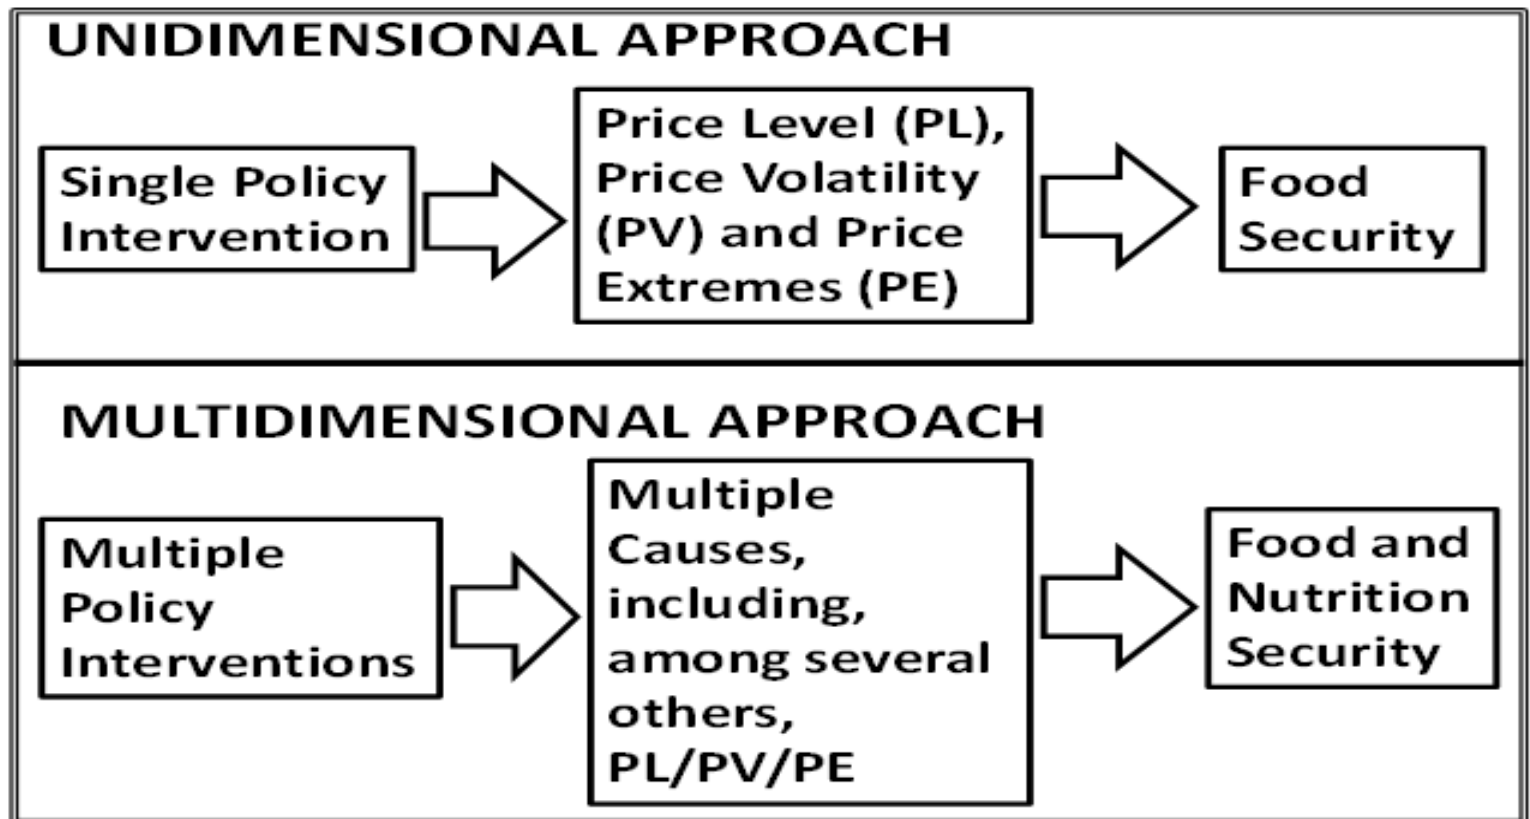 UNIDIMENSIONAL APPROACH
Single Policy
Intervention
Price Level (PL),
Price Volatility
(PV) and Price
Extremes (PE)
Food
Security
MULTIDIMENSIONAL APPROACH
Multiple
Policy
Interventions
Multiple
Causes,
including,
among several
others,
PL/PV/PE
Food and
Nutrition
Security